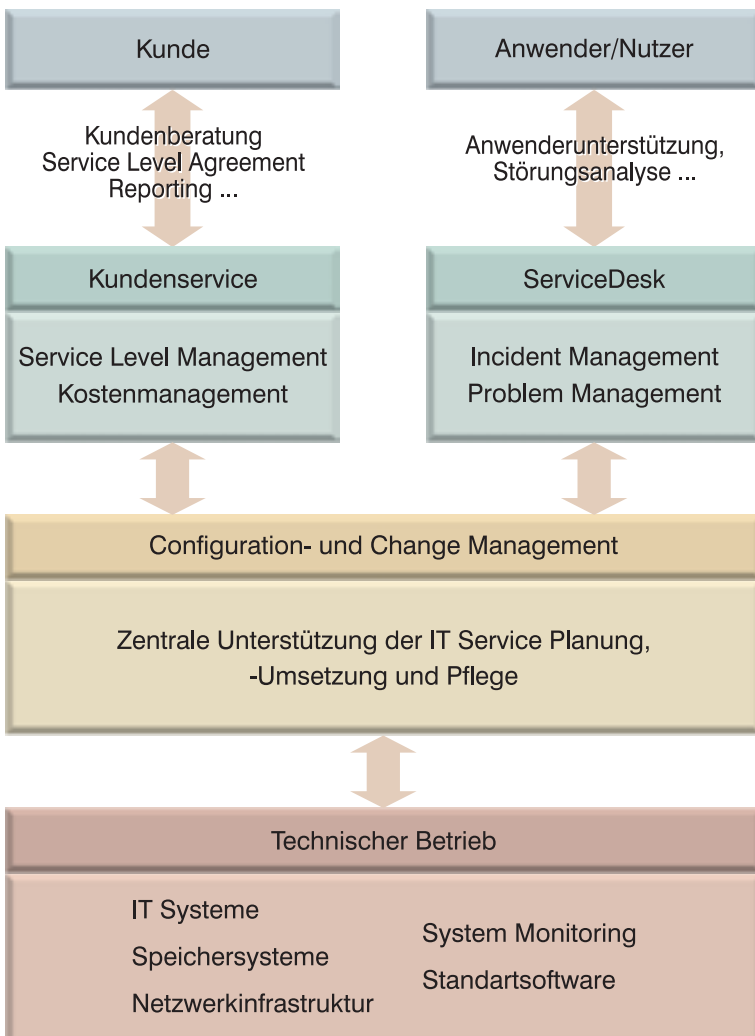 Kunde
Anwender/Nutzer
Kundenberatung
Service Level Agreement
Reporting ...
Anwenderunterstützung,
Störungsanalyse ...
Kundenservice
Service Level Management
Kostenmanagement
ServiceDesk
Incident Management
Problem Management
Configuration- und Change Management
Zentrale Unterstützung der IT Service Planung,
-Umsetzung und Pflege
Technischer Betrieb
IT Systeme
Speichersysteme
Netzwerkinfrastruktur
System Monitoring
Standartsoftware